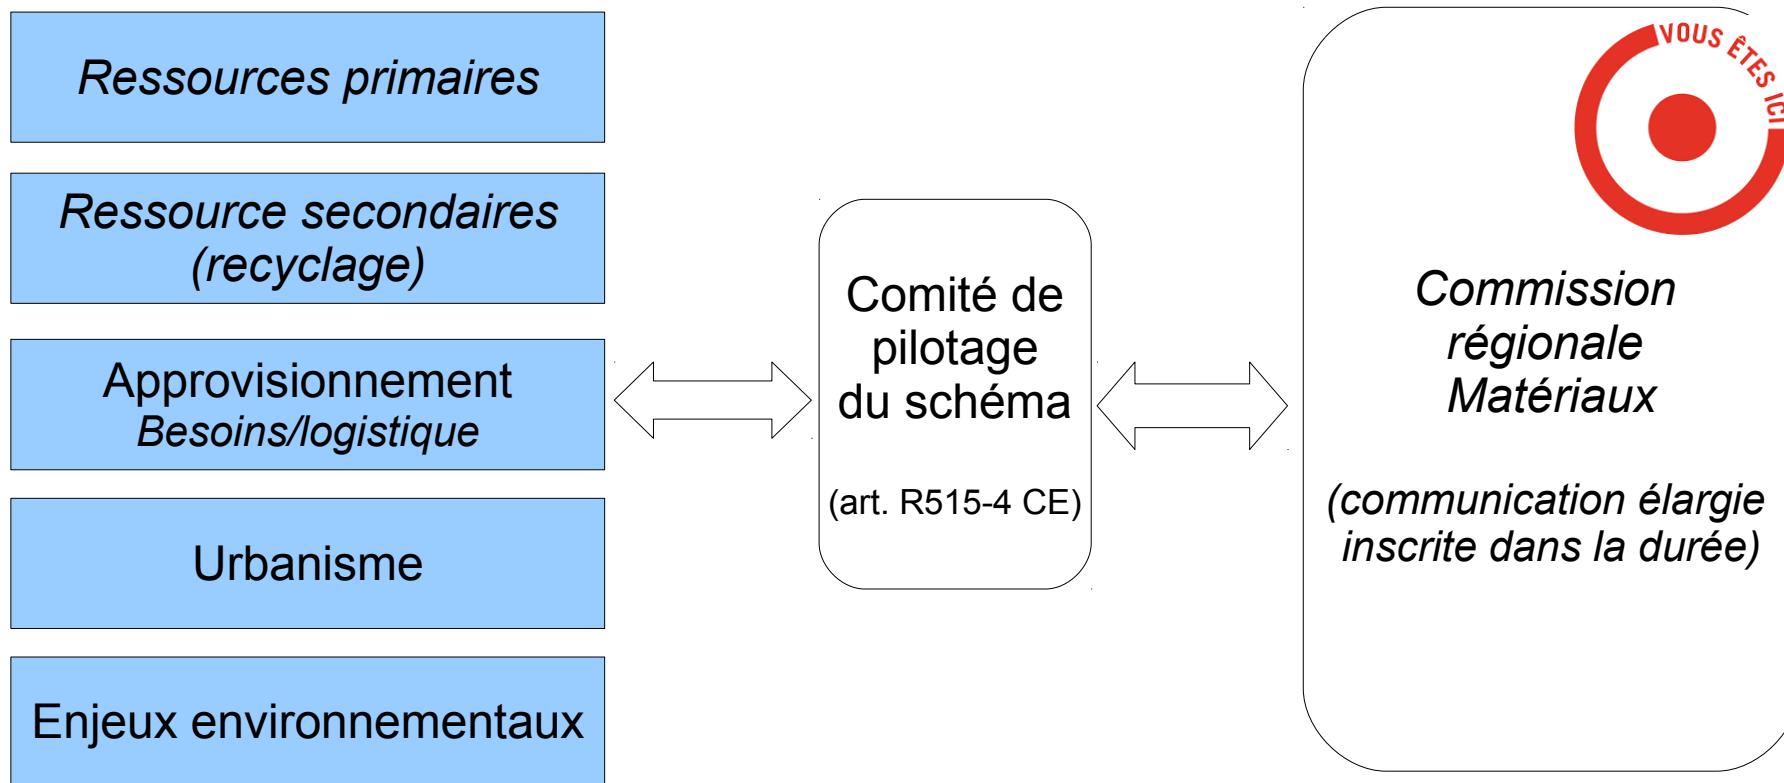 Ressources primaires
Ressource secondaires
(recyclage)
Approvisionnement
Besoins/logistique
Urbanisme
Enjeux environnementaux
Comité de
pilotage
du schéma
(art. R515-4 CE)
VOUS ÊTES ICI
Commission
régionale
Matériaux
(communication élargie
inscrite dans la durée)